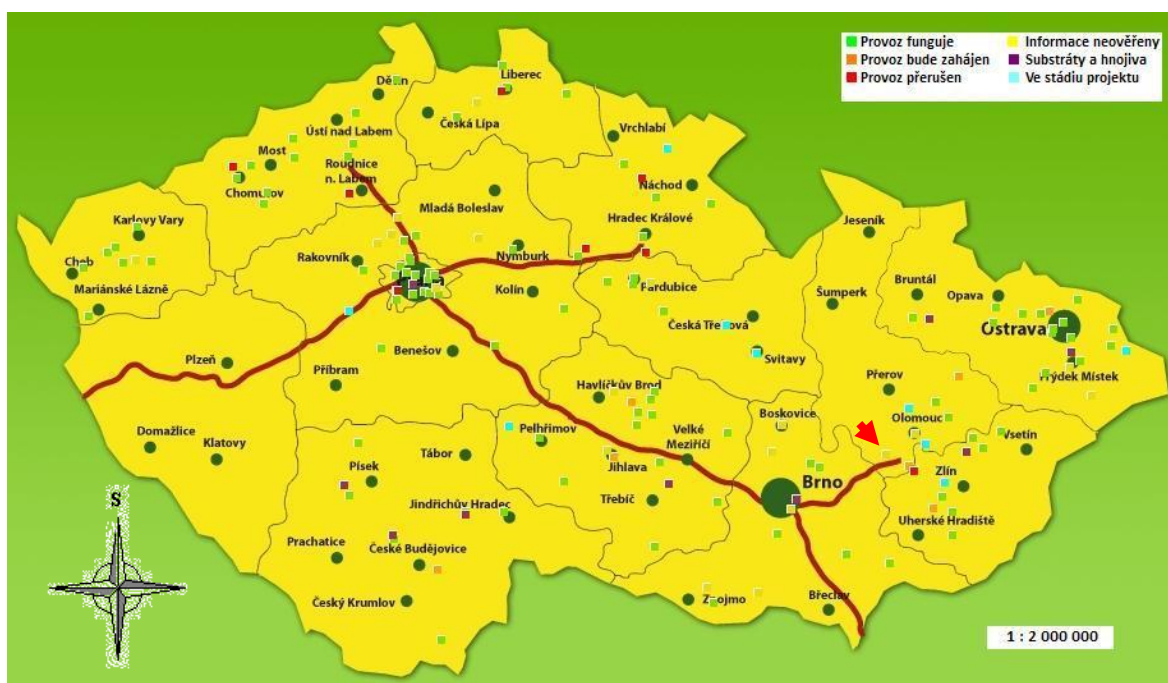 Provoz funguje
Informace neověřeny
Provoz bude zahájen
Substráty a hnojiva
Provoz přerušen
Ve stádiu projektu
Liberec
Ústí nad Labem
Česká Lípa
Vrchlabí
Most
Roudnice
n. Labem
Chomutov
Náchod
Mladá Boleslav
Karlovy Vary
Hradec Králové
Jeseník
Rakovník
Nymburk
Cheb
Mariánské Lázně
Kolín
Pardubice
Bruntál
Opava
Šumperk
Ostrava
Česká Třebová
Benešov
Svitavy
Plzeň
Příbram
Frýdek Místek
Přerov
Havlíčkův Brod
Boskovice
Olomouc
Domažlice
Klatovy
Pelhřimov
Velké
Meziříčí
Vsetín
Tábor
Písek
Jihlava
Zlín
Brno
S
Jindřichův Hradec
Třebíč
Uherské Hradiště
Prachatice
České Budějovice
Český Krumlov
Znojmo
Břeclav
1 : 2 000 000